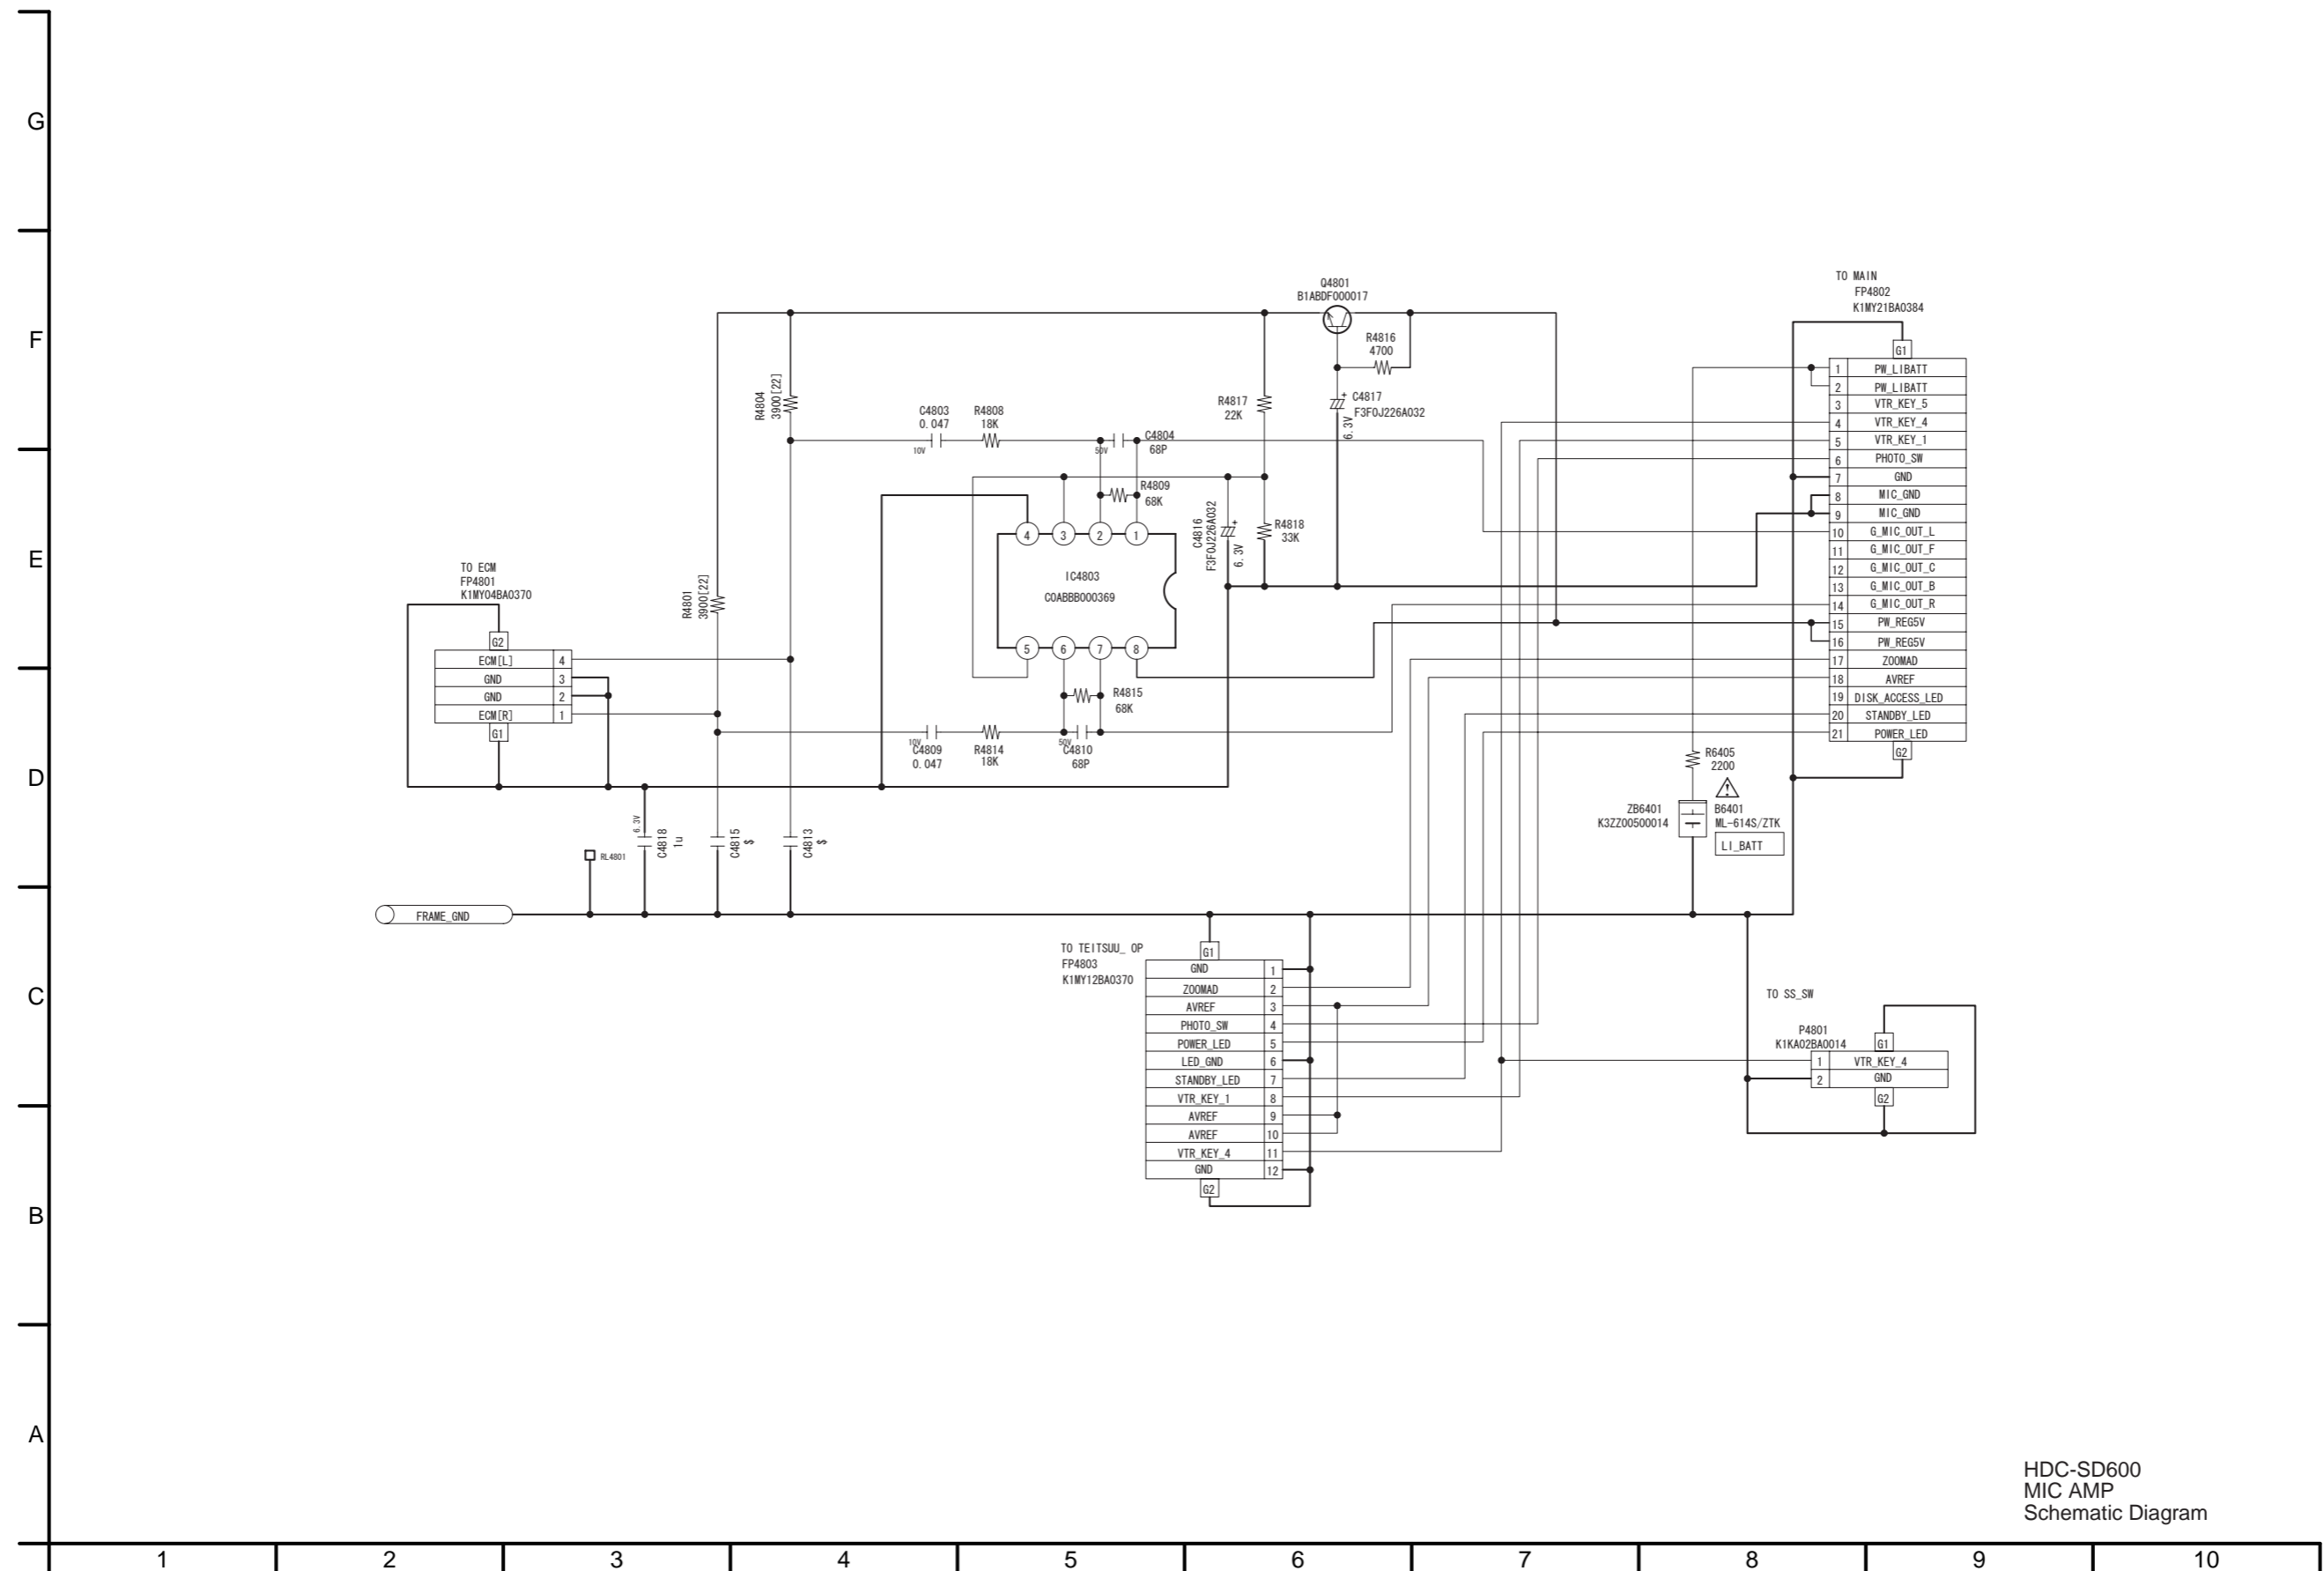 G
F
E
D
C
B
A
Q4801
B1ABDF000017
R4816
4700
R4804
3900[22]
C4803
0.047
10V
R4808
18K
C4804
68P
50V
R4817
22K
+ C4817
F3F0J226A032
6.3V
R4809
68K
C4816
F3F0J226A032
6.3V
+
R4818
33K
4 3 2 1
IC4803
C0ABBB000369
5 6 7 8
R4801
3900[22]
TO ECM
FP4801
K1MY04BA0370
G2
ECM[L] 4
GND 3
GND 2
ECM[R] 1
G1
R4815
68K
10V
C4809
0.047
R4814
18K
50V
C4810
68P
6.3V
C4818
1u
C4815
$
C4813
$
RL4801
FRAME_GND
TO MAIN
FP4802
K1MY21BA0384
G1
1 PW_LIBATT
2 PW_LIBATT
3 VTR_KEY_5
4 VTR_KEY_4
5 VTR_KEY_1
6 PHOTO_SW
7 GND
8 MIC_GND
9 MIC_GND
10 G_MIC_OUT_L
11 G_MIC_OUT_F
12 G_MIC_OUT_C
13 G_MIC_OUT_B
14 G_MIC_OUT_R
15 PW_REG5V
16 PW_REG5V
17 ZOOMAD
18 AVREF
19 DISK_ACCESS_LED
20 STANDBY_LED
21 POWER_LED
G2
R6405
2200
ZB6401
K3ZZ00500014
!
B6401
ML-614S/ZTK
LI_BATT
TO TEITSUU_ OP
FP4803
K1MY12BA0370
G1
GND 1
ZOOMAD 2
AVREF 3
PHOTO_SW 4
POWER_LED 5
LED_GND 6
STANDBY_LED 7
VTR_KEY_1 8
AVREF 9
AVREF 10
VTR_KEY_4 11
GND 12
G2
TO SS_SW
P4801
K1KA02BA0014
G1
1 VTR_KEY_4
2 GND
G2
HDC-SD600
MIC AMP
Schematic Diagram
1 2 3 4 5 6 7 8 9 10